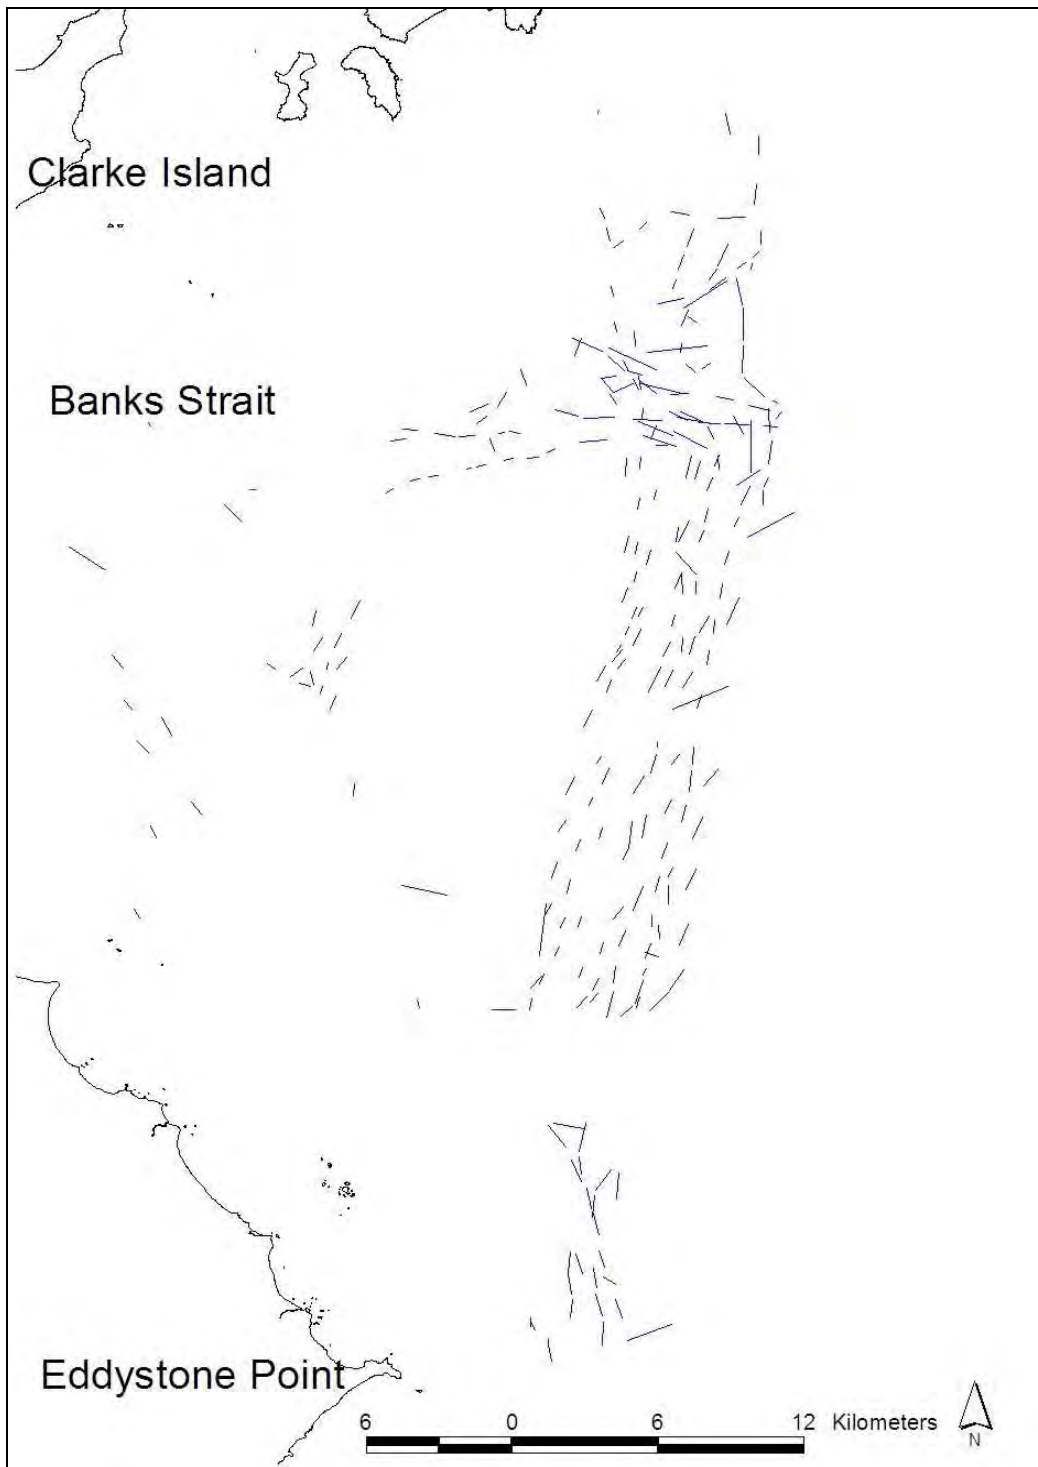 Clarke Island
Banks Strait
Eddystone Point
6 0 6 12 Kilometers
N